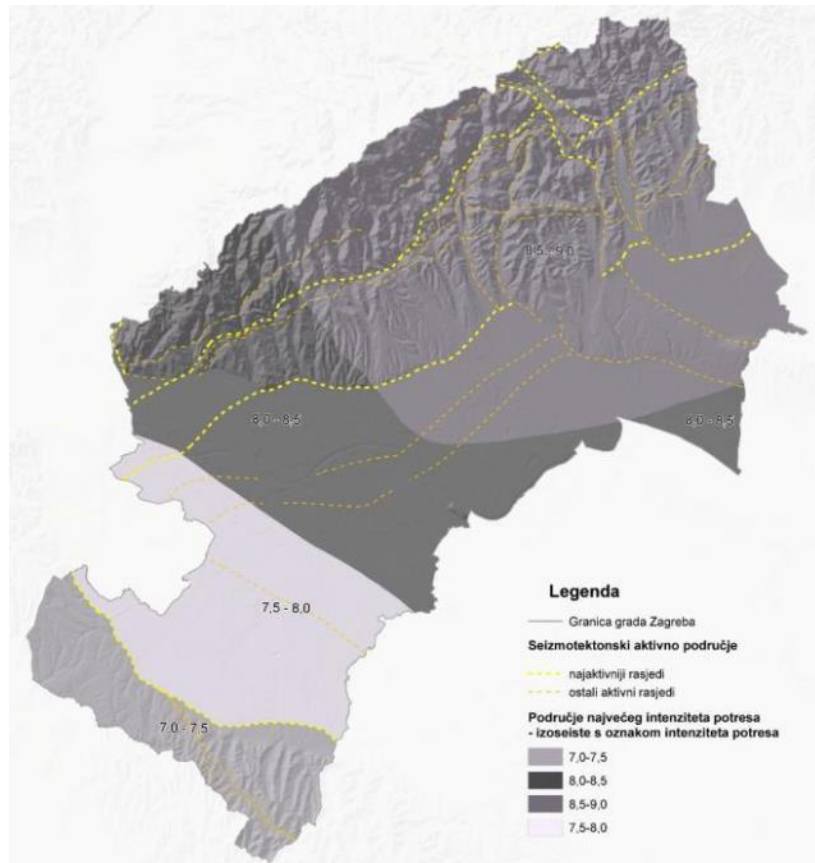 8,5 - 9,0
8,0 - 8,5
8,0 - 8,5
7,5 - 8,0
7,0 - 7,5
Legenda
Granica grada Zagreba
Seizmotektonski aktivno područje
najaktivniji rasjedi
ostali aktivni rasjedi
Područje najvećeg intenziteta potresa
- izoseiste s oznakom intenziteta potresa
7,0-7,5
8,0-8,5
8,5-9,0
7,5-8,0